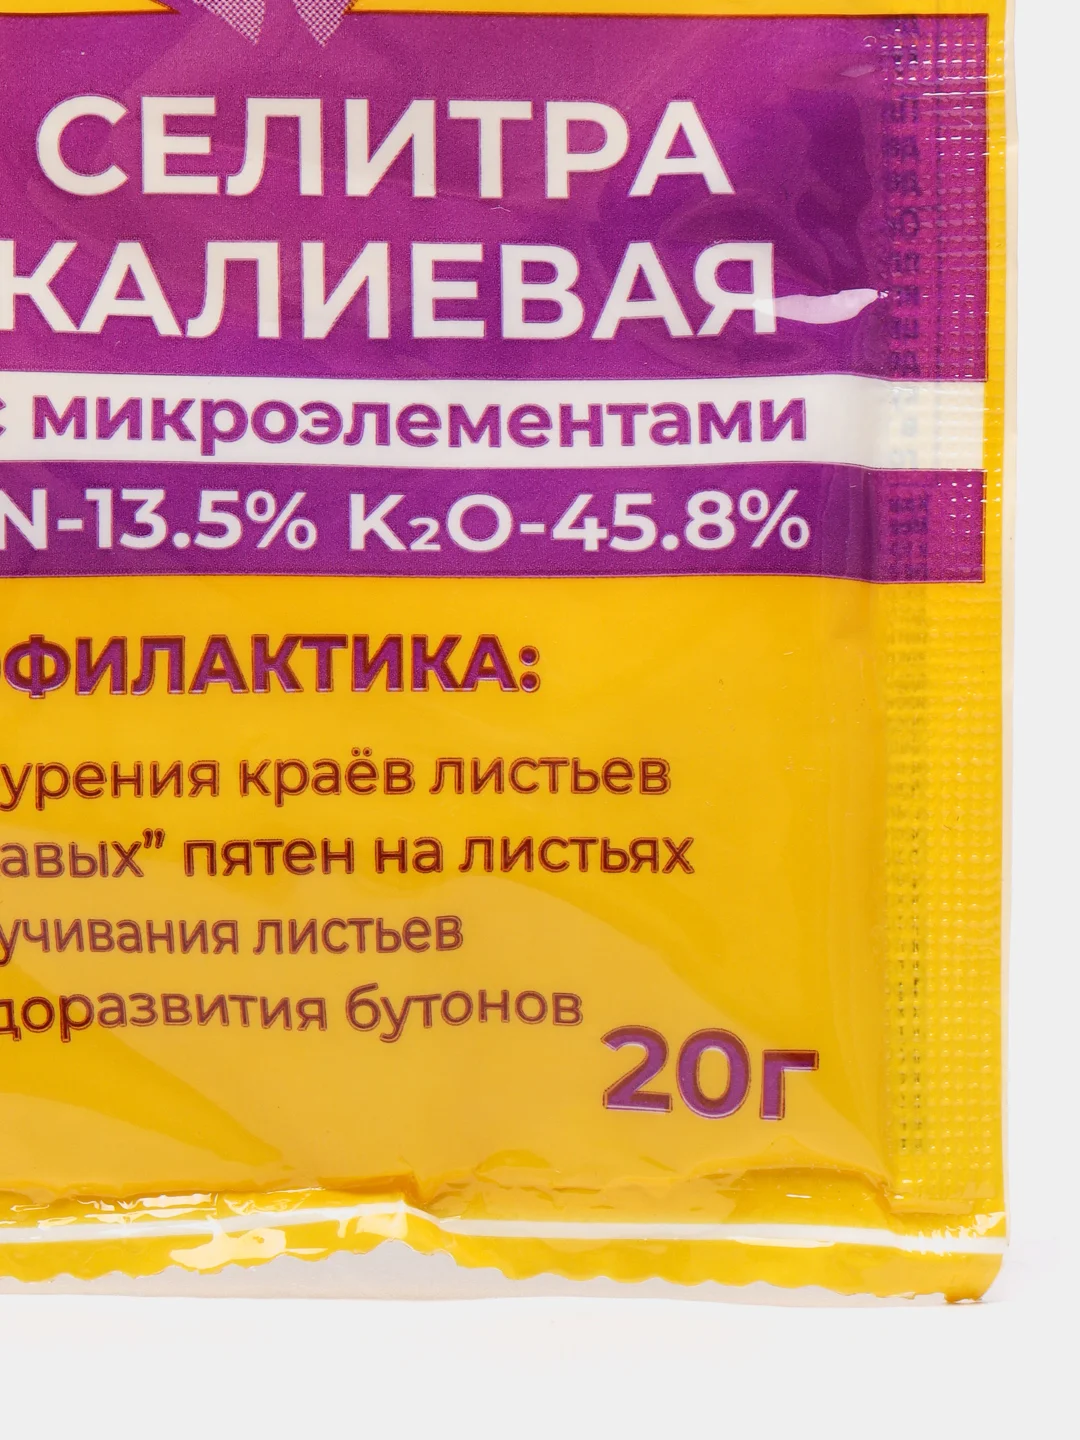 СЕЛИТРА
КАЛИЕВАЯ
с микроэлементами
N-13.5% K₂O-45.8%
ОФИЛАКТИКА:
урения краёв листьев
авых” пятен на листьях
учивания листьев
доразвития бутонов
20г